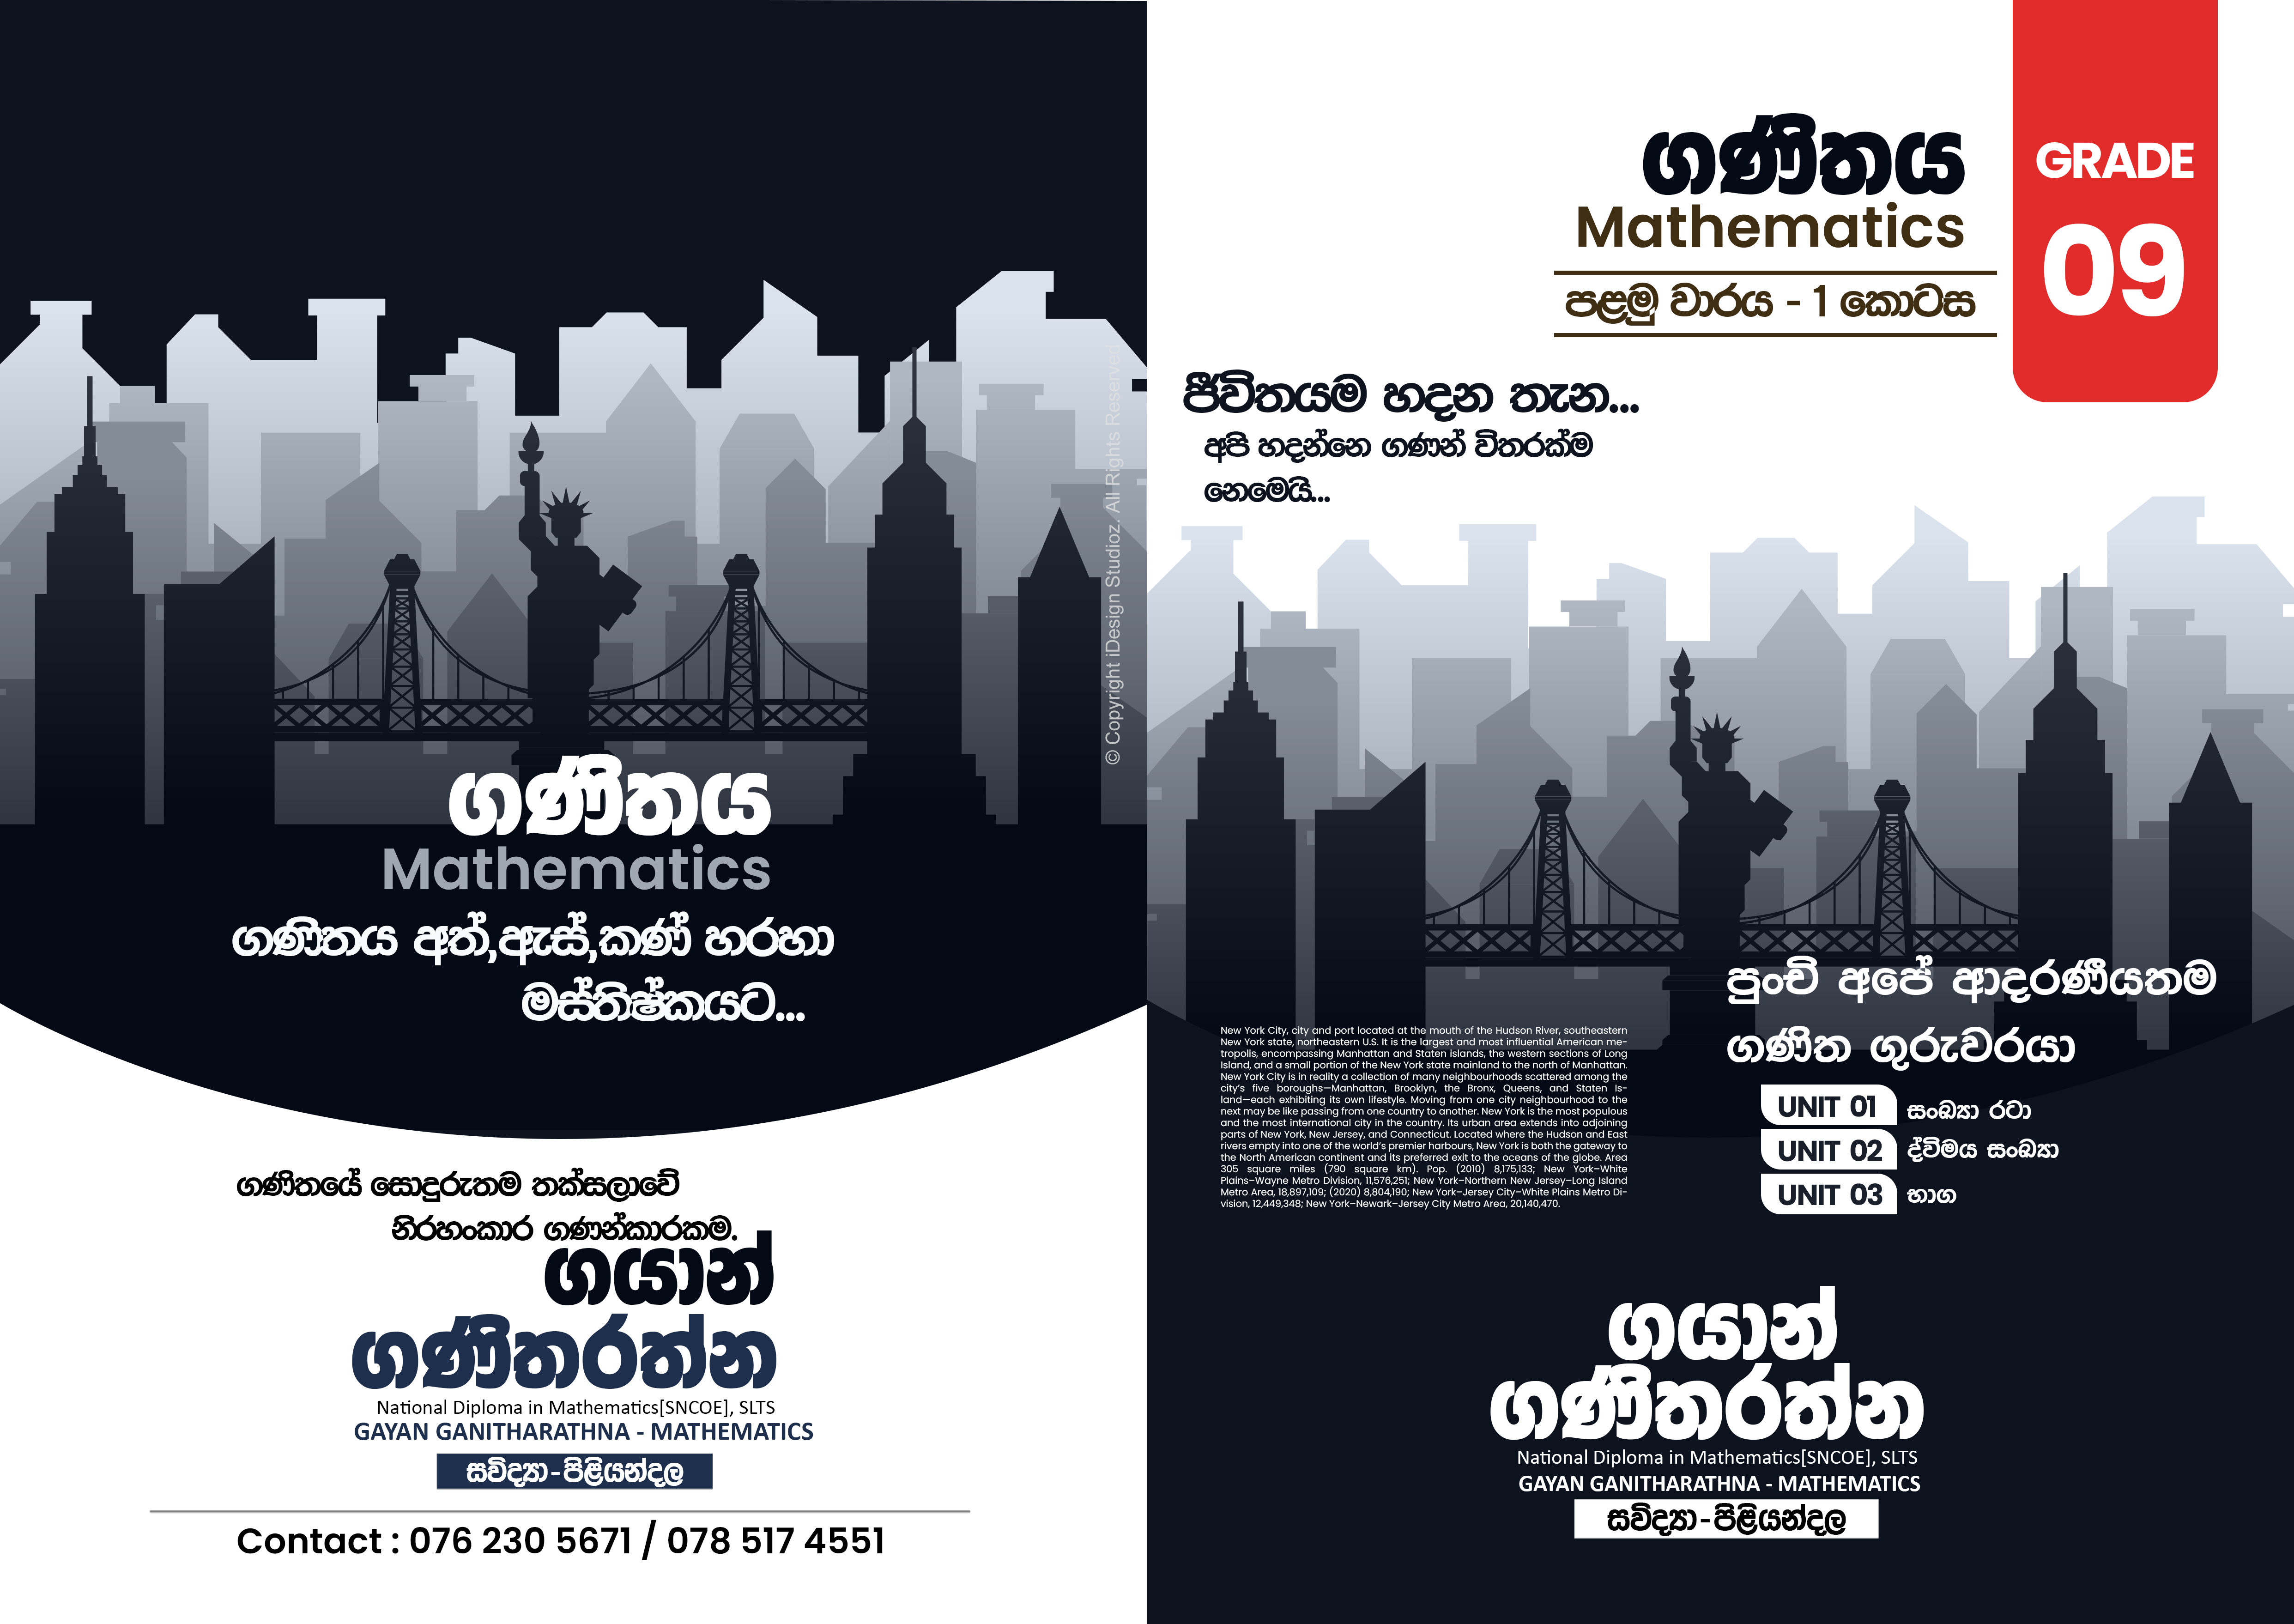 ගණිතය
Mathematics
ගණිතය අත්,ඇස්,කණ් හරහා
මස්තිෂ්කයට...
ගණිතයේ සොඳුරුතම තක්සලාවේ
නිරහංකාර ගණන්කාරකම.
ගයාන්
ගණිතරත්න
National Diploma in Mathematics[SNCOE], SLTS
GAYAN GANITHARATHNA - MATHEMATICS
සවිද්‍යා-පිළියන්දල
Contact : 076 230 5671 / 078 517 4551
© Copyright iDesign Studioz. All Rights Reserved
ගණිතය
Mathematics
පළමු වාරය - 1 කොටස
GRADE
09
ජීවිතයම හදන තැන...
අපි හදන්නෙ ගණන් විතරක්ම
නෙමෙයි...
පුංචි අපේ ආදරණීයතම
ගණිත ගුරුවරයා
New York City, city and port located at the mouth of the Hudson River, southeastern
New York state, northeastern U.S. It is the largest and most influential American me-
tropolis, encompassing Manhattan and Staten islands, the western sections of Long
Island, and a small portion of the New York state mainland to the north of Manhattan.
New York City is in reality a collection of many neighbourhoods scattered among the
city's five boroughs—Manhattan, Brooklyn, the Bronx, Queens, and Staten Is-
land—each exhibiting its own lifestyle. Moving from one city neighbourhood to the
next may be like passing from one country to another. New York is the most populous
and the most international city in the country. Its urban area extends into adjoining
parts of New York, New Jersey, and Connecticut. Located where the Hudson and East
rivers empty into one of the world's premier harbours, New York is both the gateway to
the North American continent and its preferred exit to the oceans of the globe. Area
305 square miles (790 square km). Pop. (2010) 8,175,133; New York–White
Plains–Wayne Metro Division, 11,576,251; New York–Northern New Jersey–Long Island
Metro Area, 18,897,109; (2020) 8,804,190; New York–Jersey City–White Plains Metro Di-
vision, 12,449,348; New York–Newark–Jersey City Metro Area, 20,140,470.
UNIT 01 සංඛ්‍යා රටා
UNIT 02 ද්විමය සංඛ්‍යා
UNIT 03 භාග
ගයාන්
ගණිතරත්න
National Diploma in Mathematics[SNCOE], SLTS
GAYAN GANITHARATHNA - MATHEMATICS
සවිද්‍යා-පිළියන්දල